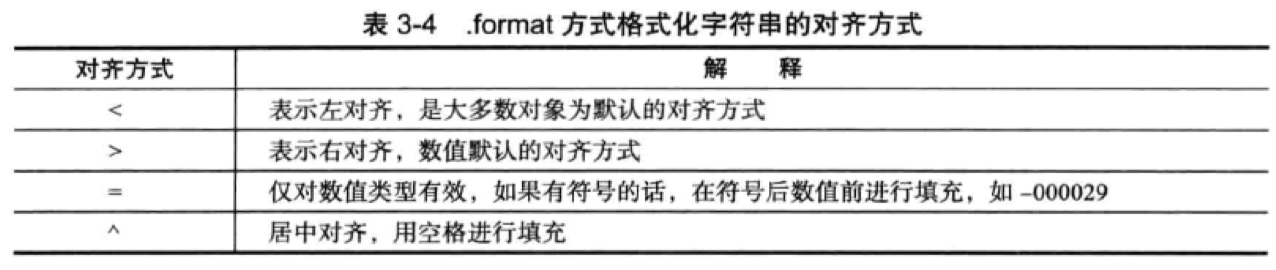 表 3-4 .format 方式格式化字符串的对齐方式
对齐方式 解 释
< 表示左对齐，是大多数对象为默认的对齐方式
> 表示右对齐，数值默认的对齐方式
= 仅对数值类型有效，如果有符号的话，在符号后数值前进行填充，如 –000029
^ 居中对齐，用空格进行填充